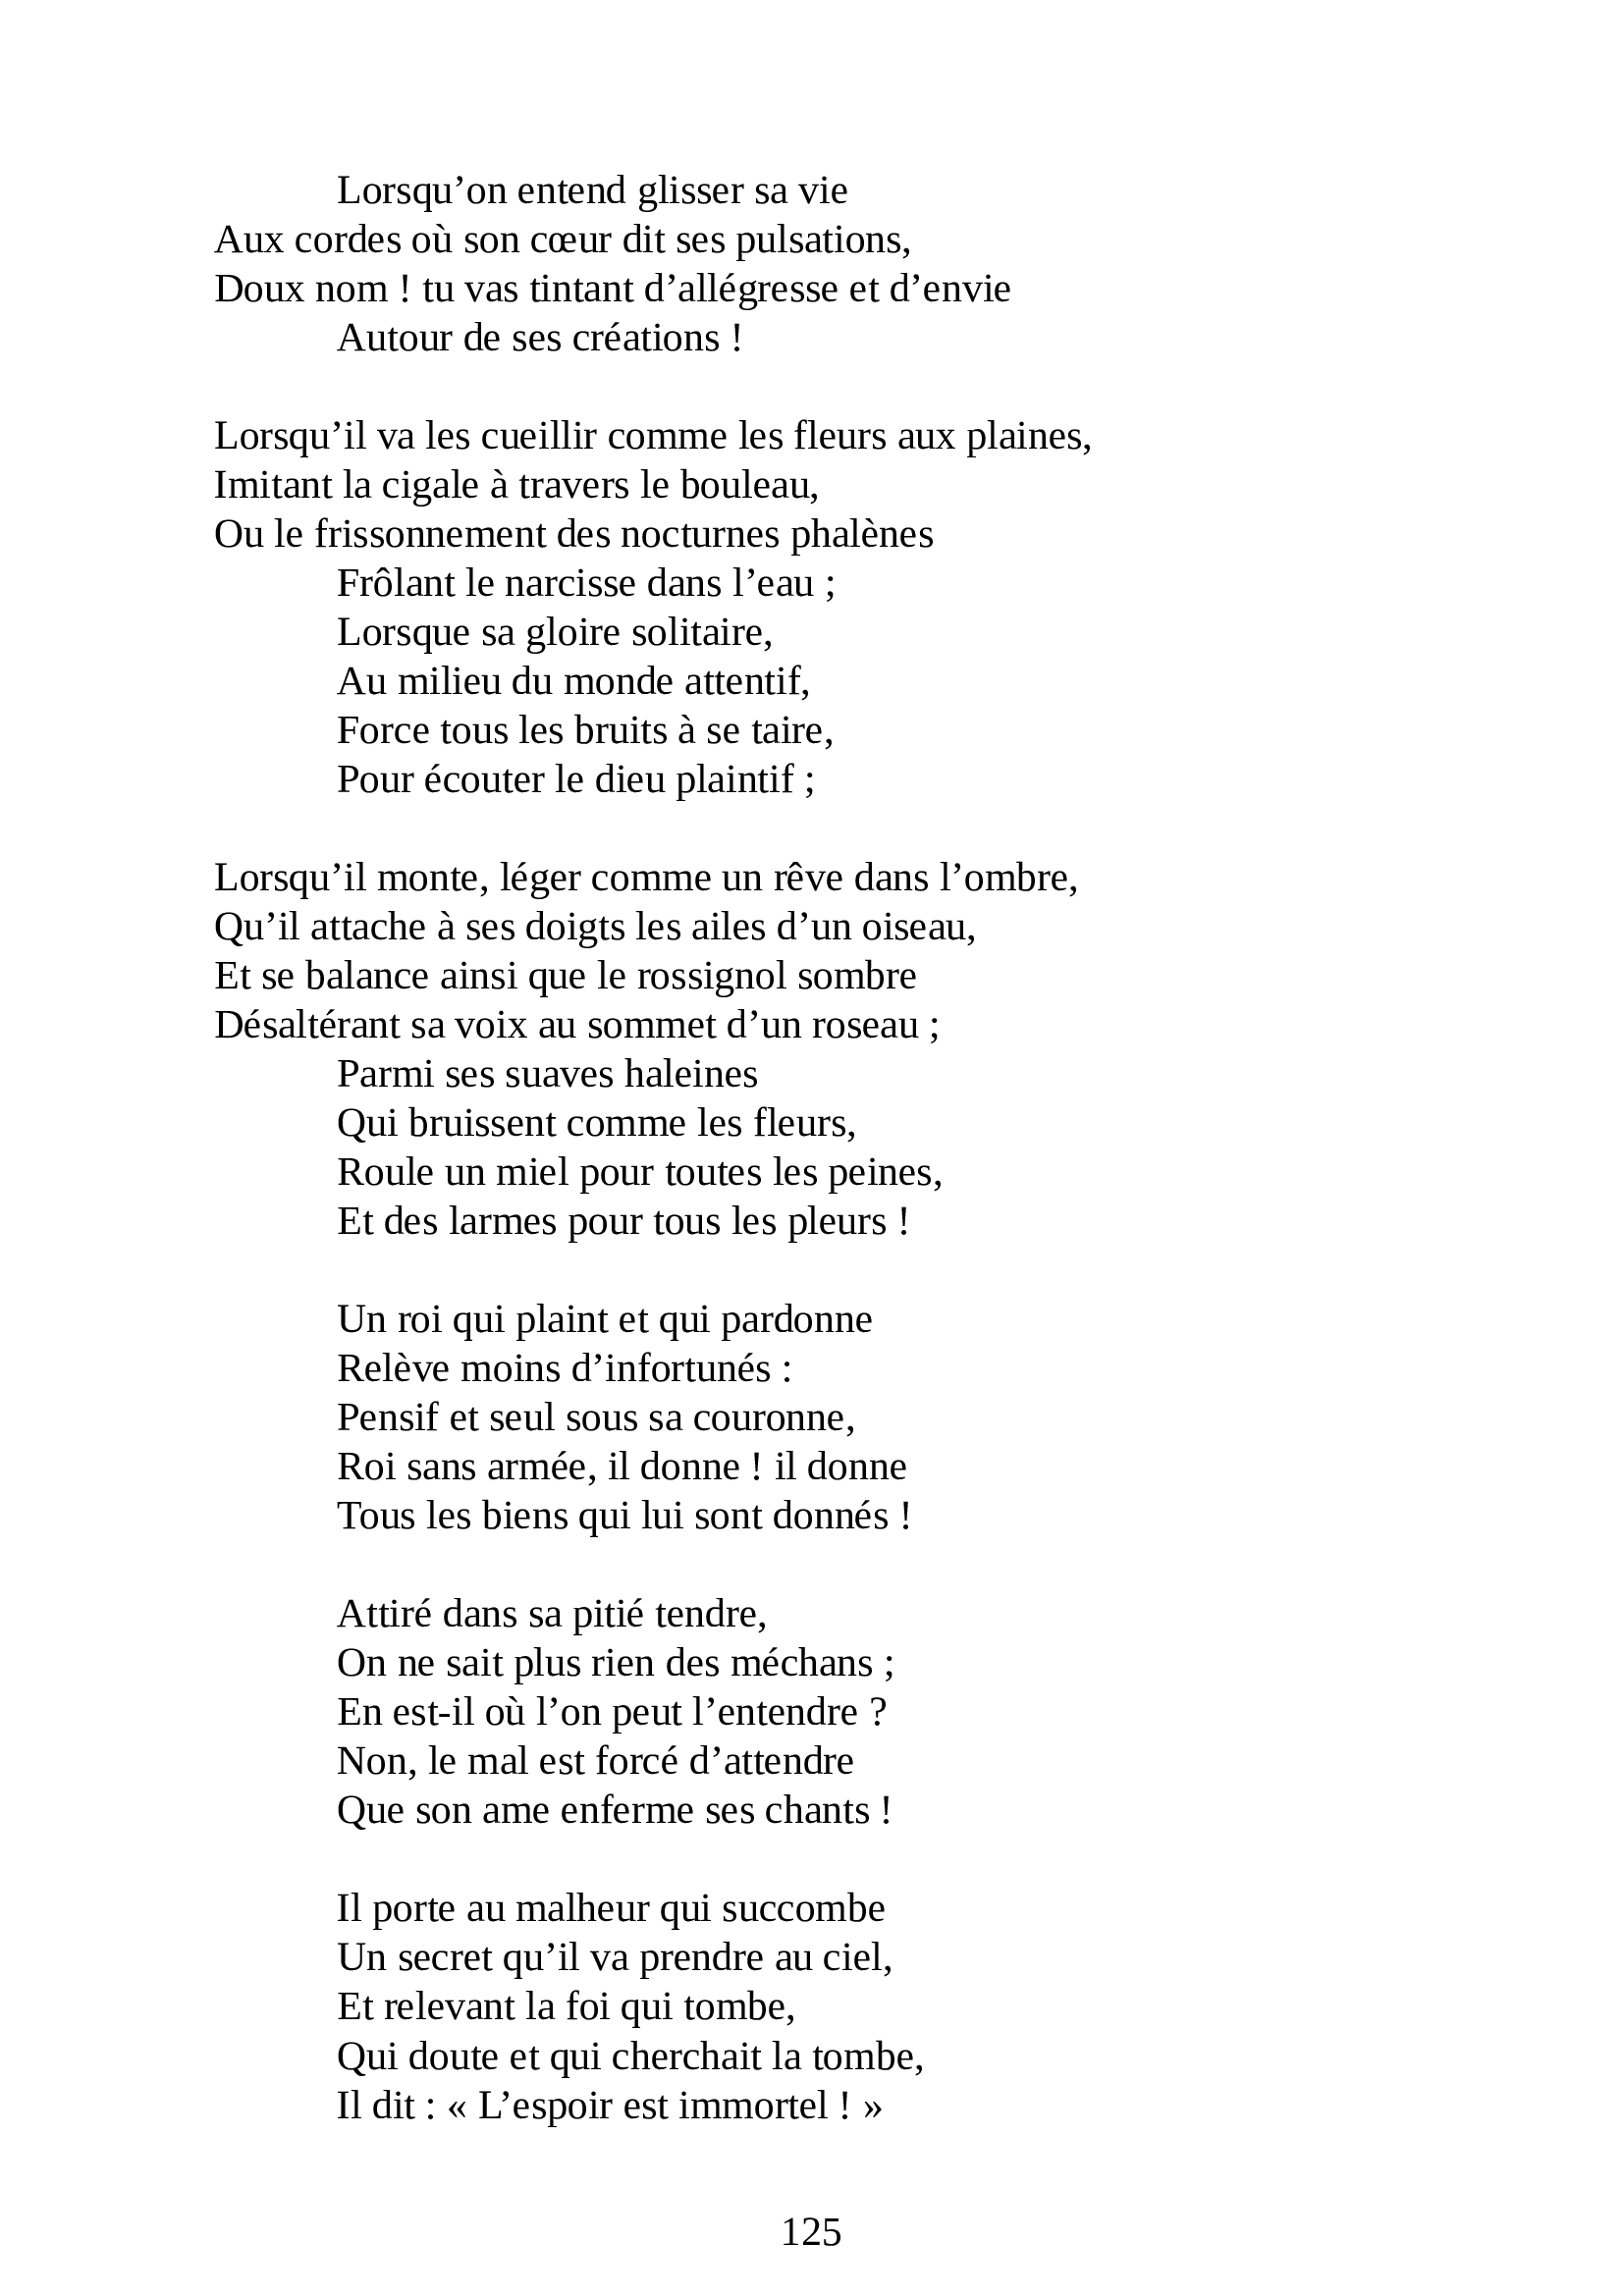 Lorsqu’on entend glisser sa vie
Aux cordes où son cœur dit ses pulsations,
Doux nom ! tu vas tintant d’allégresse et d’envie
Autour de ses créations !

Lorsqu’il va les cueillir comme les fleurs aux plaines,
Imitant la cigale à travers le bouleau,
Ou le frissonnement des nocturnes phalènes
Frôlant le narcisse dans l’eau ;
Lorsque sa gloire solitaire,
Au milieu du monde attentif,
Force tous les bruits à se taire,
Pour écouter le dieu plaintif ;

Lorsqu’il monte, léger comme un rêve dans l’ombre,
Qu’il attache à ses doigts les ailes d’un oiseau,
Et se balance ainsi que le rossignol sombre
Désaltérant sa voix au sommet d’un roseau ;
Parmi ses suaves haleines
Qui bruissent comme les fleurs,
Roule un miel pour toutes les peines,
Et des larmes pour tous les pleurs !

Un roi qui plaint et qui pardonne
Relève moins d’infortunés :
Pensif et seul sous sa couronne,
Roi sans armée, il donne ! il donne
Tous les biens qui lui sont donnés !

Attiré dans sa pitié tendre,
On ne sait plus rien des méchans ;
En est-il où l’on peut l’entendre ?
Non, le mal est forcé d’attendre
Que son ame enferme ses chants !

Il porte au malheur qui succombe
Un secret qu’il va prendre au ciel,
Et relevant la foi qui tombe,
Qui doute et qui cherchait la tombe,
Il dit : « L’espoir est immortel ! »

125